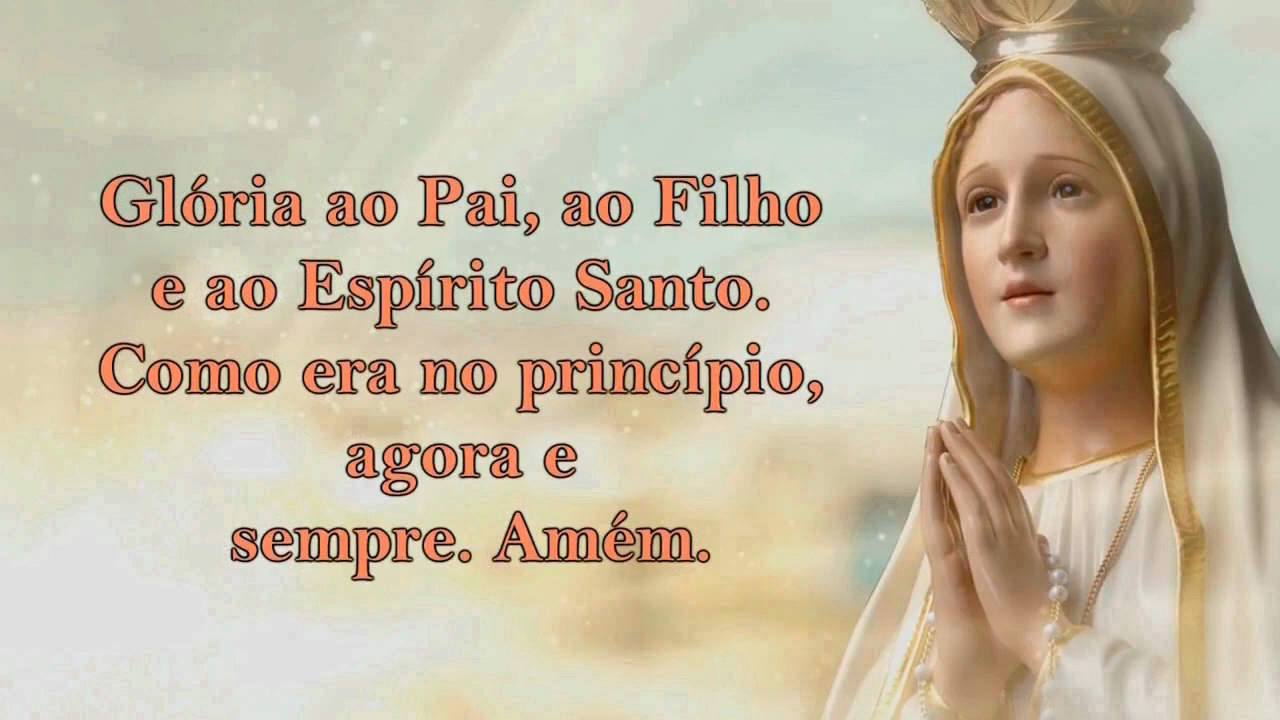 Glória ao Pai, ao Filho
e ao Espírito Santo.
Como era no princípio,
agora e
sempre. Amém.